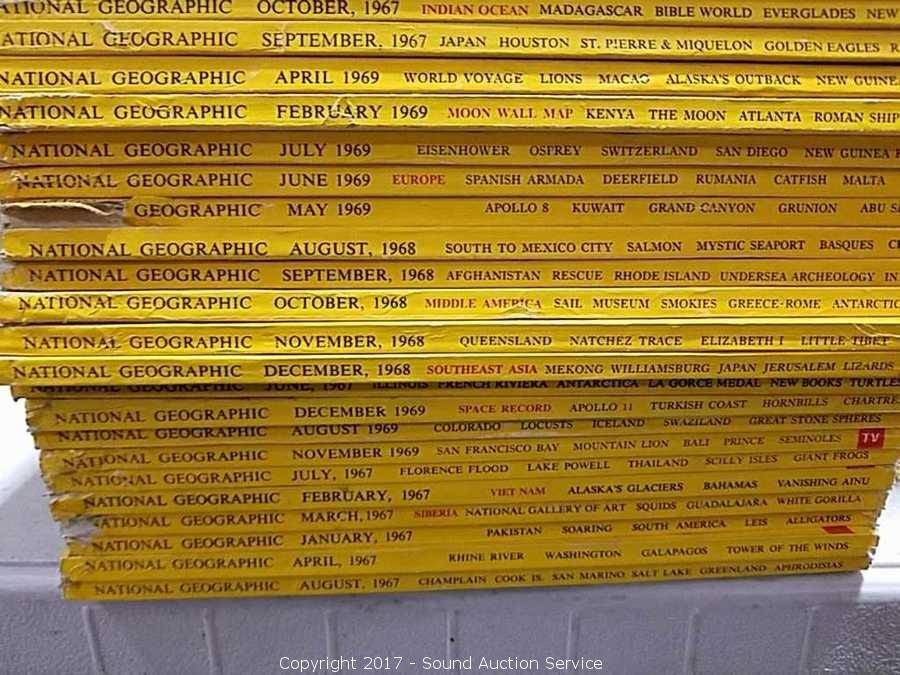 NATIONAL GEOGRAPHIC OCTOBER, 1967 INDIAN OCEAN MADAGASCAR BIBLE WORLD EVERGLADES NEW
NATIONAL GEOGRAPHIC SEPTEMBER, 1967 JAPAN HOUSTON ST. PIERRE & MIQUELON GOLDEN EAGLES R
NATIONAL GEOGRAPHIC APRIL 1969 WORLD VOYAGE LIONS MACAO ALASKA'S OUTBACK NEW GUINE
NATIONAL GEOGRAPHIC FEBRUARY 1969 MOON WALL MAP KENYA THE MOON ATLANTA ROMAN SHIP
NATIONAL GEOGRAPHIC JULY 1969 EISENHOWER OSPREY SWITZERLAND SAN DIEGO NEW GUINEA
NATIONAL GEOGRAPHIC JUNE 1969 EUROPE SPANISH ARMADA DEERFIELD RUMANIA CATFISH MALTA
GEOGRAPHIC MAY 1969 APOLLO 8 KUWAIT GRAND CANYON GRUNION ABU S
NATIONAL GEOGRAPHIC AUGUST, 1968 SOUTH TO MEXICO CITY SALMON MYSTIC SEAPORT BASQUES
NATIONAL GEOGRAPHIC SEPTEMBER, 1968 AFGHANISTAN RESCUE RHODE ISLAND UNDERSEA ARCHEOLOGY IN
NATIONAL GEOGRAPHIC OCTOBER, 1968 MIDDLE AMERICA SAIL MUSEUM SMOKIES GREECE-ROME ANTARCTIC
NATIONAL GEOGRAPHIC NOVEMBER, 1968 QUEENSLAND NATCHEZ TRACE ELIZABETH I LITTLE TIBET
NATIONAL GEOGRAPHIC DECEMBER, 1968 SOUTHEAST ASIA MEKONG WILLIAMSBURG JAPAN JERUSALEM LIZARDS
NATIONAL GEOGRAPHIC JUNE, 1967 ILLINOIS FRENCH RIVIERA ANTARCTICA LA GORCE MEDAL NEW BOOKS TURTLES
NATIONAL GEOGRAPHIC DECEMBER 1969 SPACE RECORD APOLLO 11 TURKISH COAST HORNBILLS CHARTRES
NATIONAL GEOGRAPHIC AUGUST 1969 COLORADO LOCUSTS ICELAND SWAZILAND GREAT STONE SPHERES
NATIONAL GEOGRAPHIC NOVEMBER 1969 SAN FRANCISCO BAY MOUNTAIN LION BALI PRINCE SEMINOLES TV
NATIONAL GEOGRAPHIC JULY, 1967 FLORENCE FLOOD LAKE POWELL THAILAND SCILLY ISLES GIANT FROGS
NATIONAL GEOGRAPHIC FEBRUARY, 1967 VIET NAM ALASKA'S GLACIERS BAHAMAS VANISHING AINU
NATIONAL GEOGRAPHIC MARCH, 1967 SIBERIA NATIONAL GALLERY OF ART SQUIDS GUADALAJARA WHITE GORILLA
NATIONAL GEOGRAPHIC JANUARY, 1967 PAKISTAN SOARING SOUTH AMERICA LEIS ALLIGATORS
NATIONAL GEOGRAPHIC APRIL, 1967 RHINE RIVER WASHINGTON GALAPAGOS TOWER OF THE WINDS
NATIONAL GEOGRAPHIC AUGUST, 1967 CHAMPLAIN COOK IS. SAN MARINO SALT LAKE GREENLAND APHRODISIAS
Copyright 2017 - Sound Auction Service